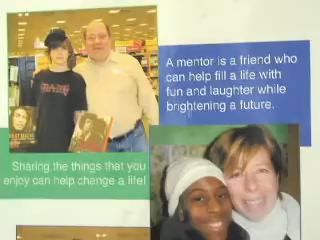 A mentor is a friend who
can help fill a life with
fun and laughter while
brightening a future.
Sharing the things that you
enjoy can help change a life!